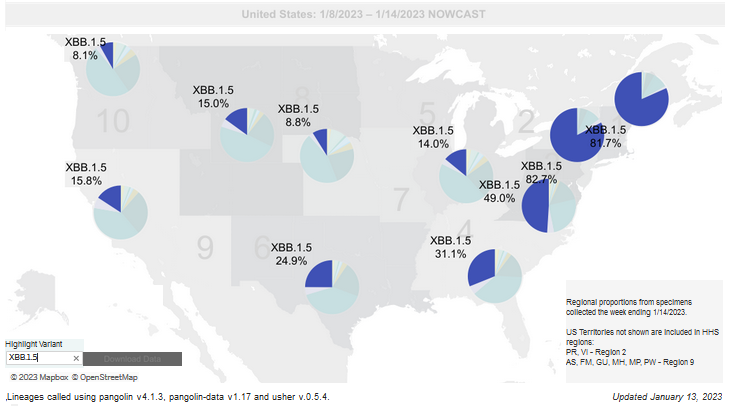 United States: 1/8/2023 – 1/14/2023 NOWCAST
XBB.1.5
8.1%
XBB.1.5
15.0%
XBB.1.5
8.8%
8
10
5
2
1
XBB.1.5
14.0%
XBB.1.5
81.7%
XBB.1.5
82.7%
XBB.1.5
49.0%
XBB.1.5
15.8%
7
4
9
6
XBB.1.5
24.9%
XBB.1.5
31.1%
Regional proportions from specimens
collected the week ending 1/14/2023.
US Territories not shown are included in HHS
regions:
PR, VI - Region 2
AS, FM, GU, MH, MP, PW - Region 9
Highlight Variant
XBB.1.5 ×
Download Data
© 2023 Mapbox © OpenStreetMap
Lineages called using pangolin v4.1.3, pangolin-data v1.17 and usher v.0.5.4.
Updated January 13, 2023